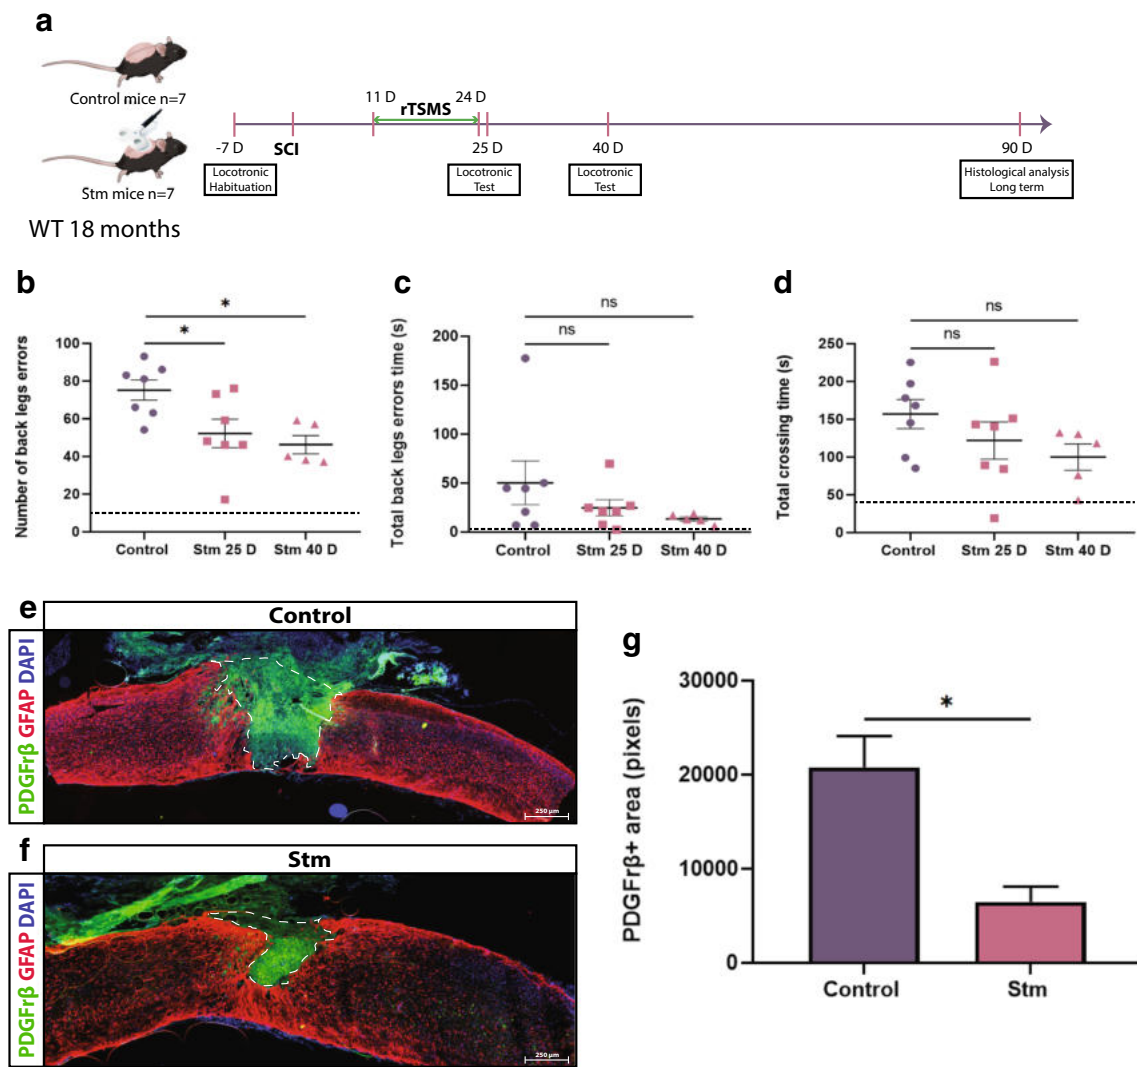 a
Control mice n=7
Stm mice n=7
WT 18 months
11 D
24 D
rTSMS
-7 D
SCI
25 D
40 D
90 D
Locotronic
Habituation
Locotronic
Test
Locotronic
Test
Histological analysis
Long term
b
Number of back legs errors
100
80
60
40
20
0
*
*
Control
Stm 25 D
Stm 40 D
c
Total back legs errors time (s)
200
150
100
50
0
ns
ns
Control
Stm 25 D
Stm 40 D
d
Total crossing time (s)
250
200
150
100
50
0
ns
ns
Control
Stm 25 D
Stm 40 D
e
Control
PDGFrβ GFAP DAPI
250 µm
f
Stm
PDGFrβ GFAP DAPI
250 µm
g
PDGFrβ+ area (pixels)
30000
20000
10000
0
*
Control
Stm